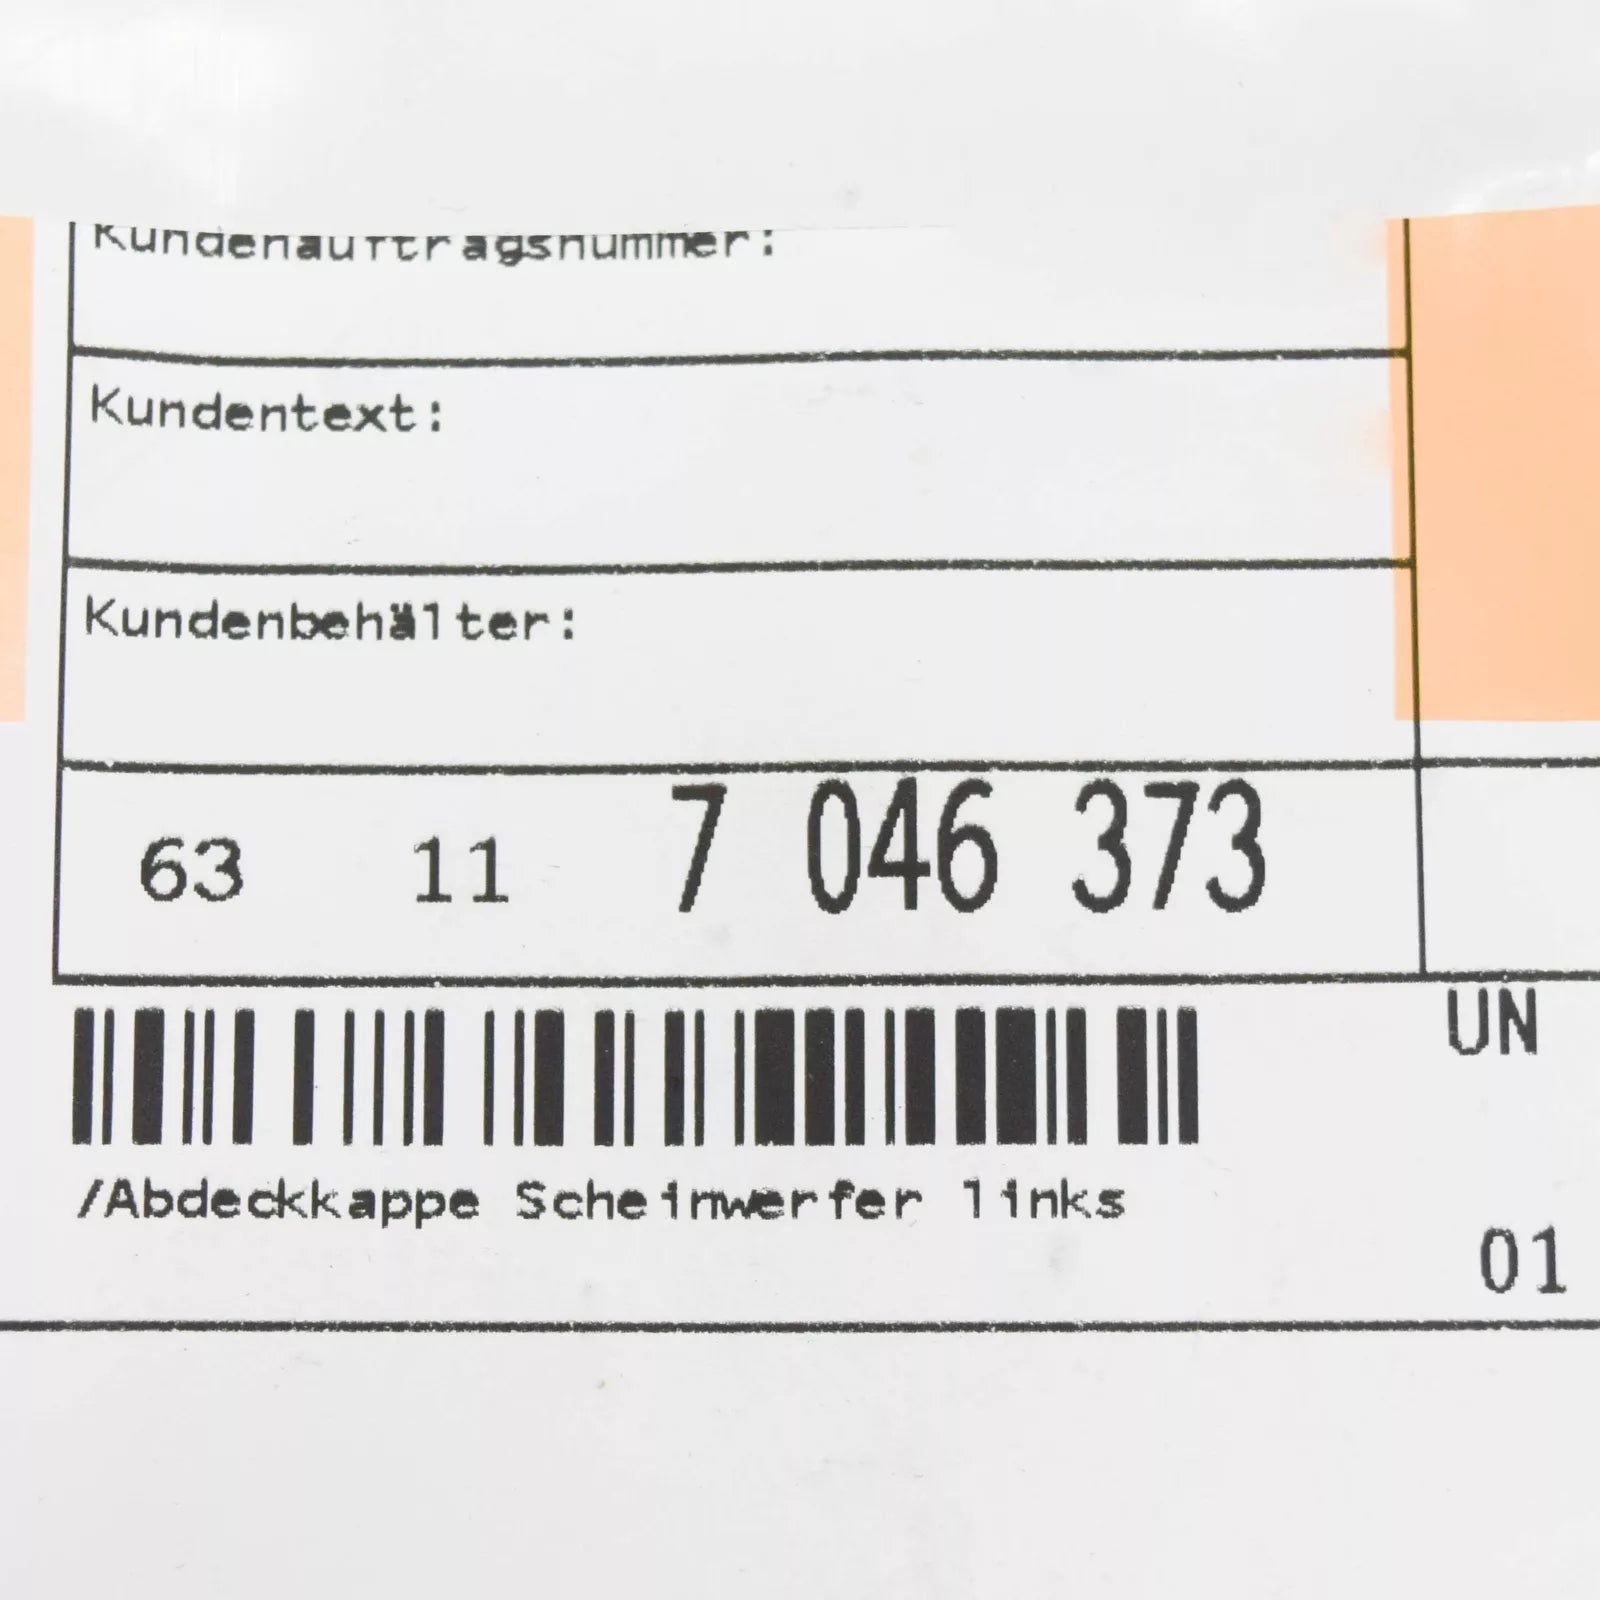 Kundenauftragsnummer:
Kundentext:
Kundenbehälter:
63 11 7 046 373
UN
/Abdeckkappe Scheinwerfer links
01